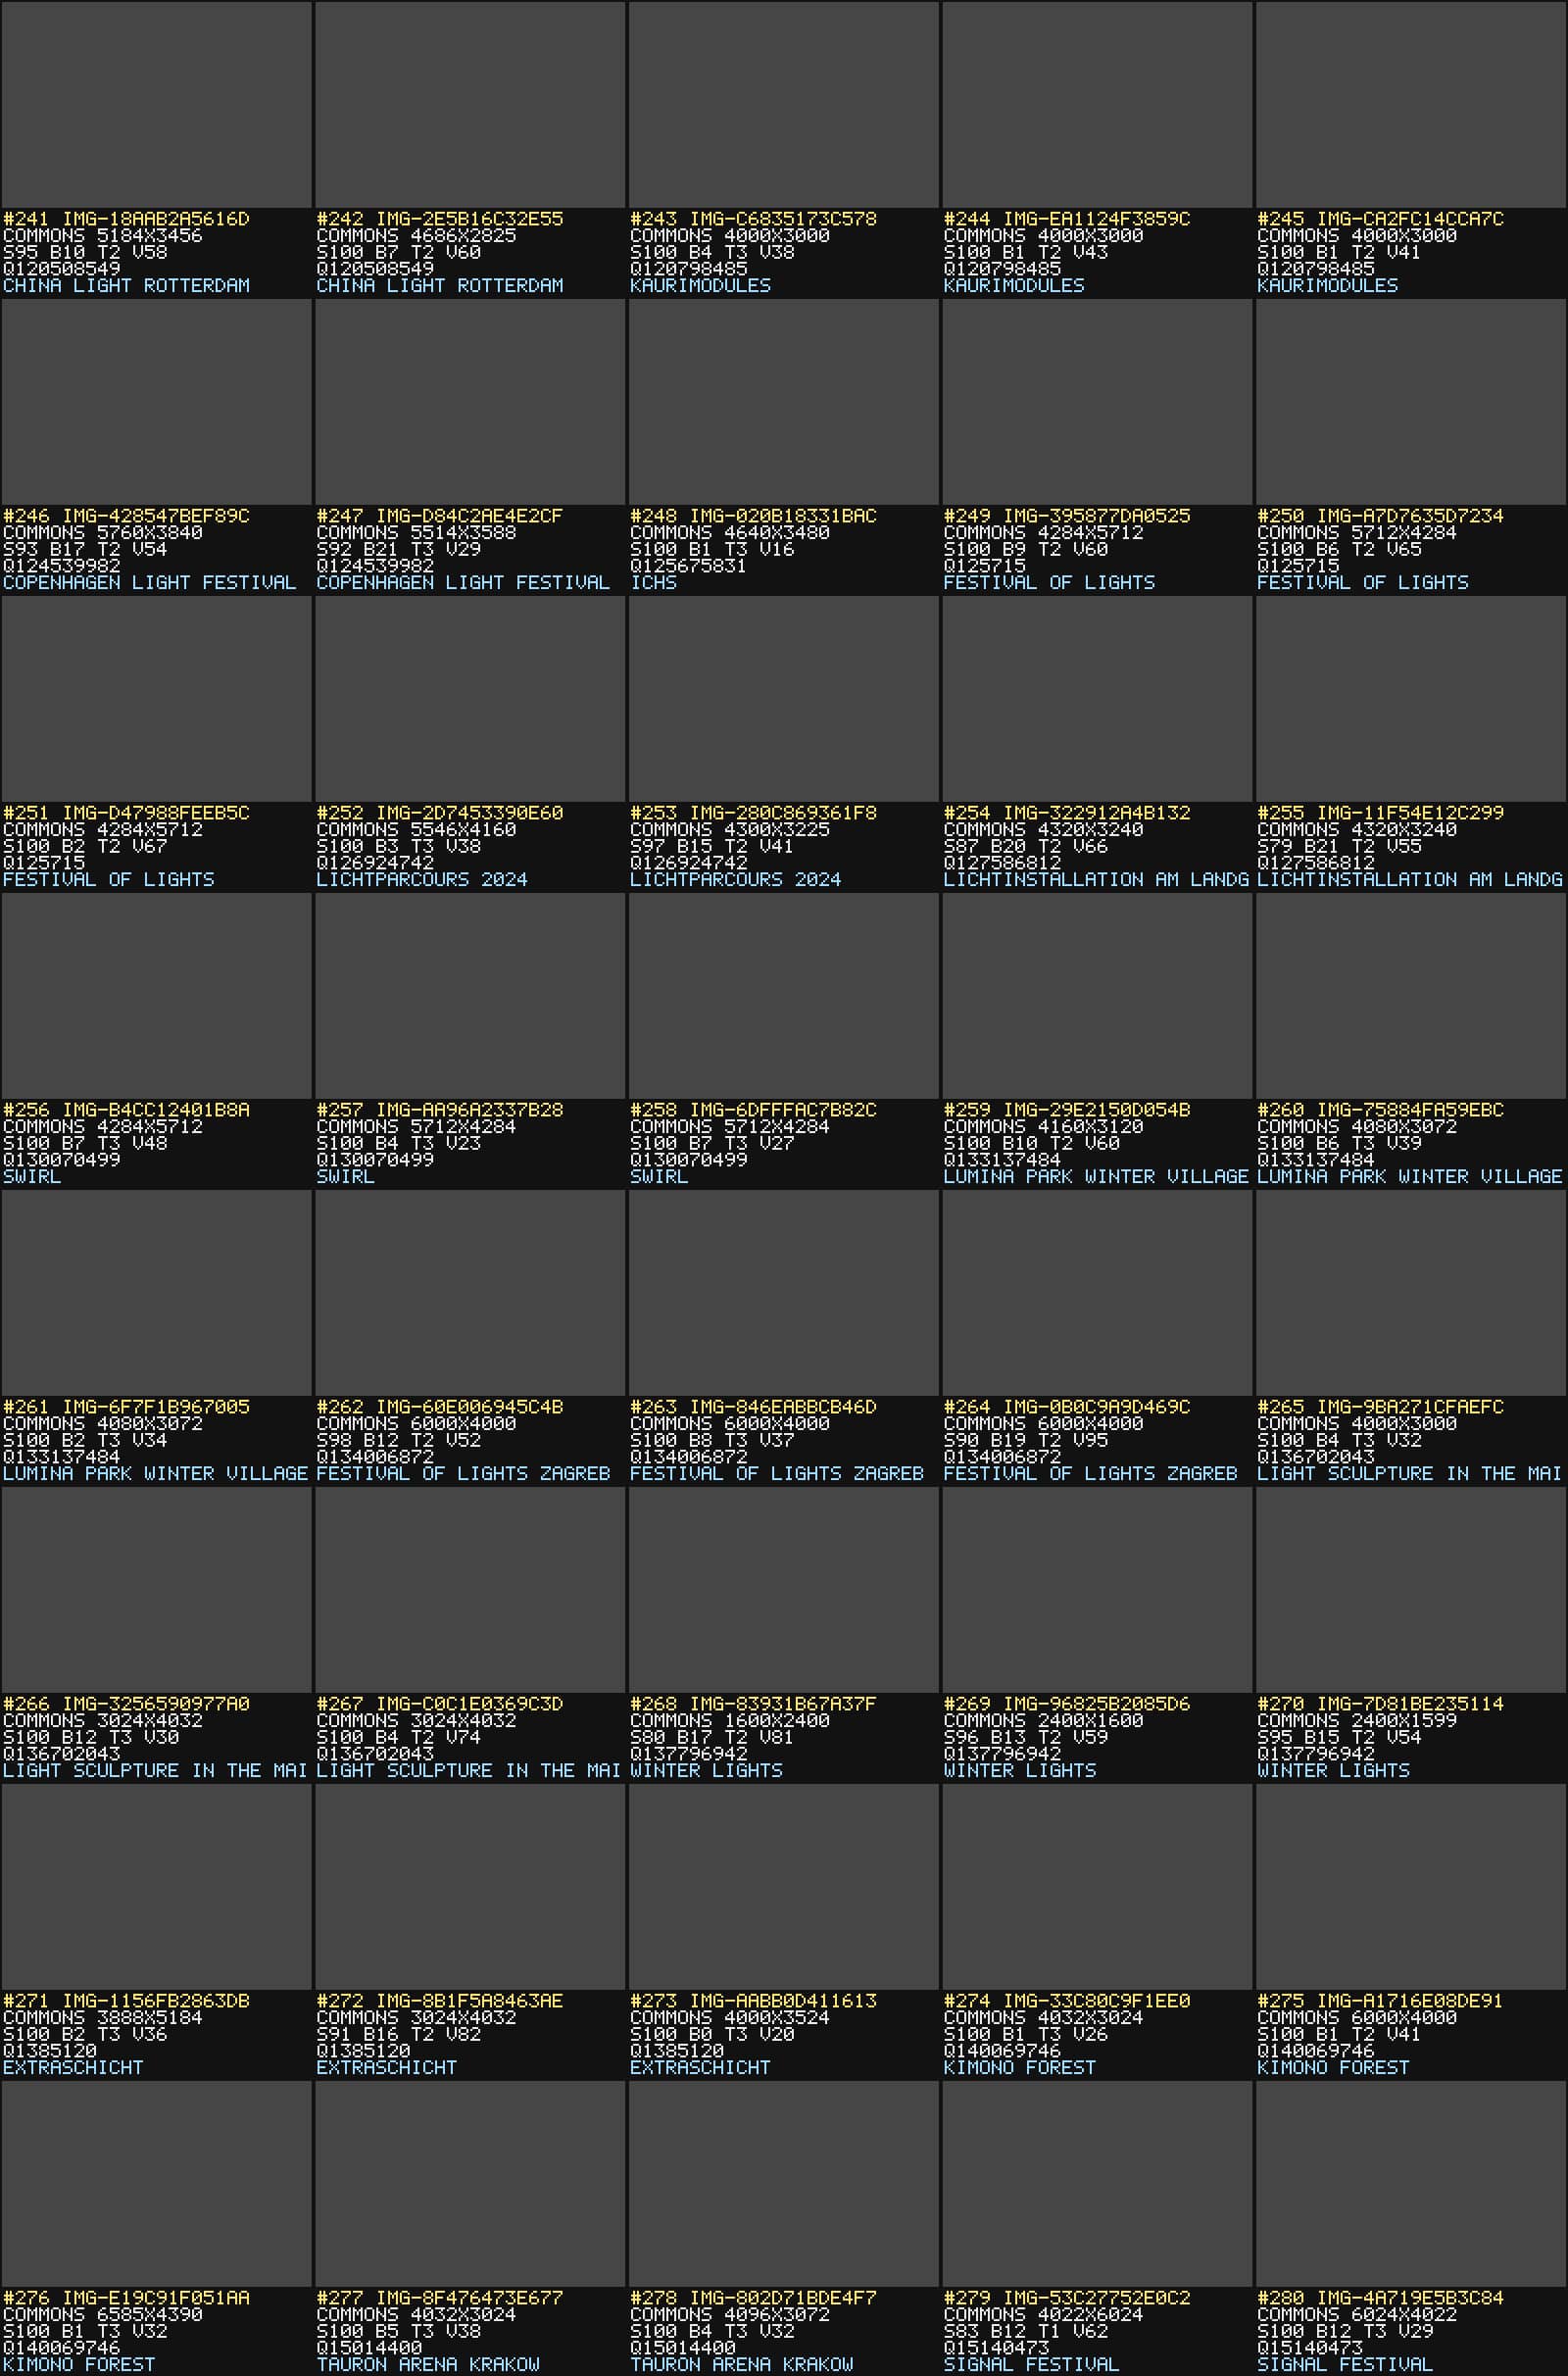 #241 IMG-18AAB2A5616D
COMMONS 5184X3456
S95 B10 T2 V58
Q120508549
CHINA LIGHT ROTTERDAM
#242 IMG-2E5B16C32E55
COMMONS 4686X2825
S100 B7 T2 V60
Q120508549
CHINA LIGHT ROTTERDAM
#243 IMG-C6835173C578
COMMONS 4000X3000
S100 B4 T3 V38
Q120798485
KAURIMODULES
#244 IMG-EA1124F3859C
COMMONS 4000X3000
S100 B1 T2 V43
Q120798485
KAURIMODULES
#245 IMG-CA2FC14CCA7C
COMMONS 4000X3000
S100 B1 T2 V41
Q120798485
KAURIMODULES
#246 IMG-428547BEF89C
COMMONS 5760X3840
S93 B17 T2 V54
Q124539982
COPENHAGEN LIGHT FESTIVAL
#247 IMG-D84C2AE4E2CF
COMMONS 5514X3588
S92 B21 T3 V29
Q124539982
COPENHAGEN LIGHT FESTIVAL
#248 IMG-020B18331BAC
COMMONS 4640X3480
S100 B1 T3 V16
Q125675831
ICHS
#249 IMG-395877DA0525
COMMONS 4284X5712
S100 B9 T2 V60
Q125715
FESTIVAL OF LIGHTS
#250 IMG-A7D7635D7234
COMMONS 5712X4284
S100 B6 T2 V65
Q125715
FESTIVAL OF LIGHTS
#251 IMG-D47988FEEB5C
COMMONS 4284X5712
S100 B2 T2 V67
Q125715
FESTIVAL OF LIGHTS
#252 IMG-2D7453390E60
COMMONS 5546X4160
S100 B3 T3 V38
Q126924742
LICHTPARCOURS 2024
#253 IMG-280C869361F8
COMMONS 4300X3225
S97 B15 T2 V41
Q126924742
LICHTPARCOURS 2024
#254 IMG-322912A4B132
COMMONS 4320X3240
S87 B20 T2 V66
Q127586812
LICHTINSTALLATION AM LANDG
#255 IMG-11F54E12C299
COMMONS 4320X3240
S79 B21 T2 V55
Q127586812
LICHTINSTALLATION AM LANDG
#256 IMG-B4CC12401B8A
COMMONS 4284X5712
S100 B7 T3 V48
Q130070499
SWIRL
#257 IMG-AA96A2337B28
COMMONS 5712X4284
S100 B4 T3 V23
Q130070499
SWIRL
#258 IMG-6DFFFAC7B82C
COMMONS 5712X4284
S100 B7 T3 V27
Q130070499
SWIRL
#259 IMG-29E2150D054B
COMMONS 4160X3120
S100 B10 T2 V60
Q133137484
LUMINA PARK WINTER VILLAGE
#260 IMG-75884FA59EBC
COMMONS 4080X3072
S100 B6 T3 V39
Q133137484
LUMINA PARK WINTER VILLAGE
#261 IMG-6F7F1B967005
COMMONS 4080X3072
S100 B2 T3 V34
Q133137484
LUMINA PARK WINTER VILLAGE
#262 IMG-60E006945C4B
COMMONS 6000X4000
S98 B12 T2 V52
Q134006872
FESTIVAL OF LIGHTS ZAGREB
#263 IMG-846EABBCB46D
COMMONS 6000X4000
S100 B8 T3 V37
Q134006872
FESTIVAL OF LIGHTS ZAGREB
#264 IMG-0B0C9A9D469C
COMMONS 6000X4000
S90 B19 T2 V95
Q134006872
FESTIVAL OF LIGHTS ZAGREB
#265 IMG-9BA271CFAEFC
COMMONS 4000X3000
S100 B4 T3 V32
Q136702043
LIGHT SCULPTURE IN THE MAI
#266 IMG-3256590977A0
COMMONS 3024X4032
S100 B12 T3 V30
Q136702043
LIGHT SCULPTURE IN THE MAI
#267 IMG-C0C1E0369C3D
COMMONS 3024X4032
S100 B4 T2 V74
Q136702043
LIGHT SCULPTURE IN THE MAI
#268 IMG-83931B67A37F
COMMONS 1600X2400
S80 B17 T2 V81
Q137796942
WINTER LIGHTS
#269 IMG-96825B2085D6
COMMONS 2400X1600
S96 B13 T2 V59
Q137796942
WINTER LIGHTS
#270 IMG-7D81BE235114
COMMONS 2400X1599
S95 B15 T2 V54
Q137796942
WINTER LIGHTS
#271 IMG-1156FB2863DB
COMMONS 3888X5184
S100 B2 T3 V36
Q1385120
EXTRASCHICHT
#272 IMG-8B1F5A8463AE
COMMONS 3024X4032
S91 B16 T2 V82
Q1385120
EXTRASCHICHT
#273 IMG-AABB0D411613
COMMONS 4000X3524
S100 B0 T3 V20
Q1385120
EXTRASCHICHT
#274 IMG-33C80C9F1EE0
COMMONS 4032X3024
S100 B1 T3 V26
Q140069746
KIMONO FOREST
#275 IMG-A1716E08DE91
COMMONS 6000X4000
S100 B1 T2 V41
Q140069746
KIMONO FOREST
#276 IMG-E19C91F051AA
COMMONS 6585X4390
S100 B1 T3 V32
Q140069746
KIMONO FOREST
#277 IMG-8F476473E677
COMMONS 4032X3024
S100 B5 T3 V38
Q15014400
TAURON ARENA KRAKOW
#278 IMG-802D71BDE4F7
COMMONS 4096X3072
S100 B4 T3 V32
Q15014400
TAURON ARENA KRAKOW
#279 IMG-53C27752E0C2
COMMONS 4022X6024
S83 B12 T1 V62
Q15140473
SIGNAL FESTIVAL
#280 IMG-4A719E5B3C84
COMMONS 6024X4022
S100 B12 T3 V29
Q15140473
SIGNAL FESTIVAL